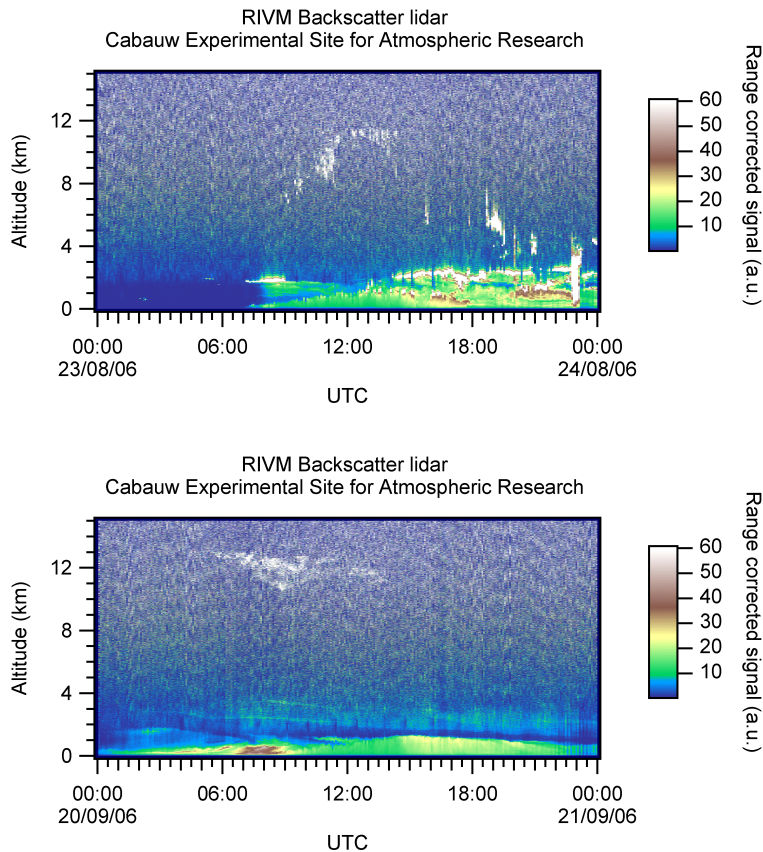 RIVM Backscatter lidar
Cabauw Experimental Site for Atmospheric Research
Altitude (km)
12
8
4
0
00:00 06:00 12:00 18:00 00:00
23/08/06 24/08/06
UTC
60
50
40
30
20
10
Range corrected signal (a.u.)
RIVM Backscatter lidar
Cabauw Experimental Site for Atmospheric Research
Altitude (km)
12
8
4
0
00:00 06:00 12:00 18:00 00:00
20/09/06 21/09/06
UTC
60
50
40
30
20
10
Range corrected signal (a.u.)